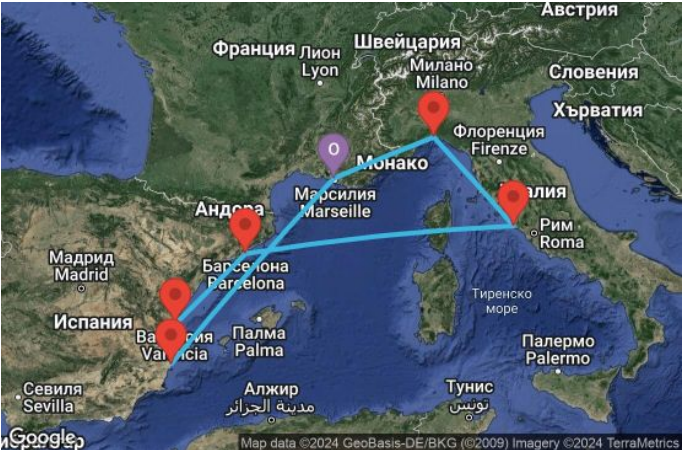 Австрия
Франция
Лион
Lyon
Швейцария
Милано
Milano
Словения
Хърватия
Флоренция
Firenze
Монако
Марсилия
Marseille
Андора
Рим
Roma
Мадрид
Madrid
Барселона
Barcelona
Испания
Тиренско
море
Палма
Palma
Палермо
Palermo
Севиля
Sevilla
Алжир
مدينة الجزائر
Тунис
تونس
Google
Map data ©2024 GeoBasis-DE/BKG (©2009) Imagery ©2024 TerraMetrics